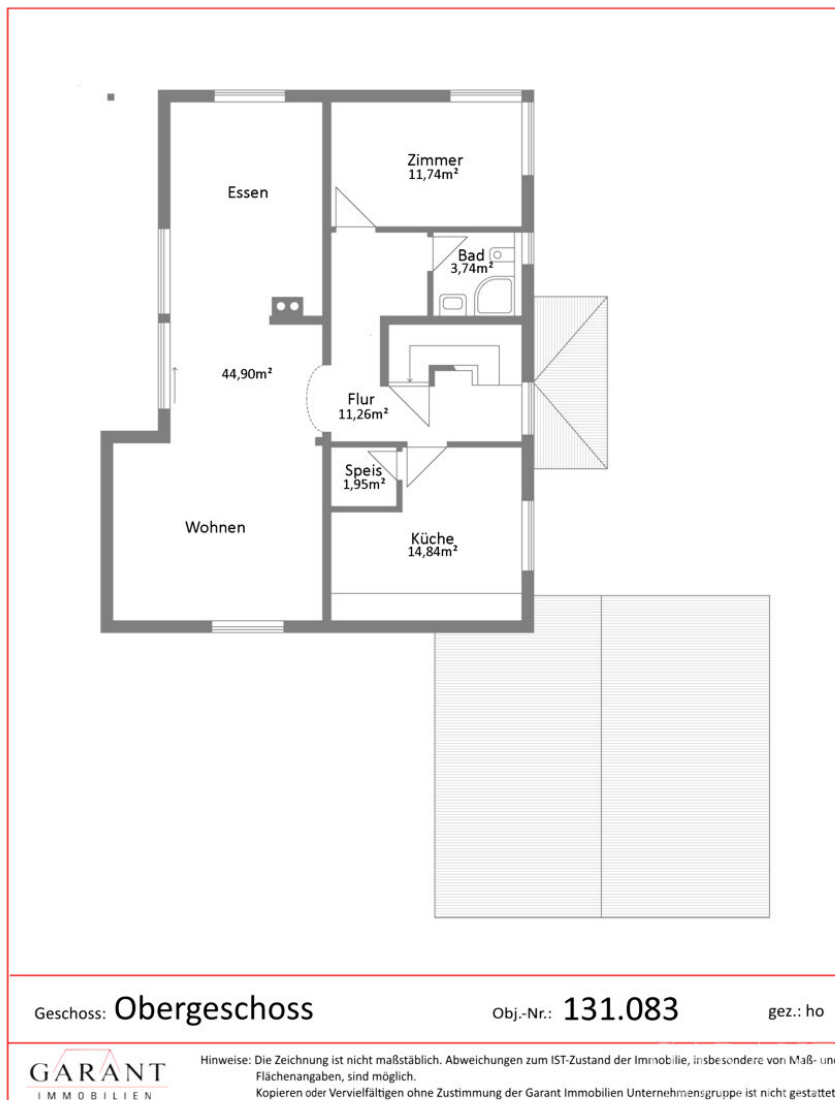 Zimmer
11,74m²
Essen
Bad
3,74m²
44,90m²
Flur
11,26m²
Speis
1,95m²
Wohnen
Küche
14,84m²
Geschoss: Obergeschoss Obj.-Nr.: 131.083 gez.: ho
GARANT
IMMOBILIEN
Hinweise: Die Zeichnung ist nicht maßstäblich. Abweichungen zum IST-Zustand der Immobilie, insbesondere von Maß- und
Flächenangaben, sind möglich.
Kopieren oder Vervielfältigen ohne Zustimmung der Garant Immobilien Unternehmensgruppe ist nicht gestattet